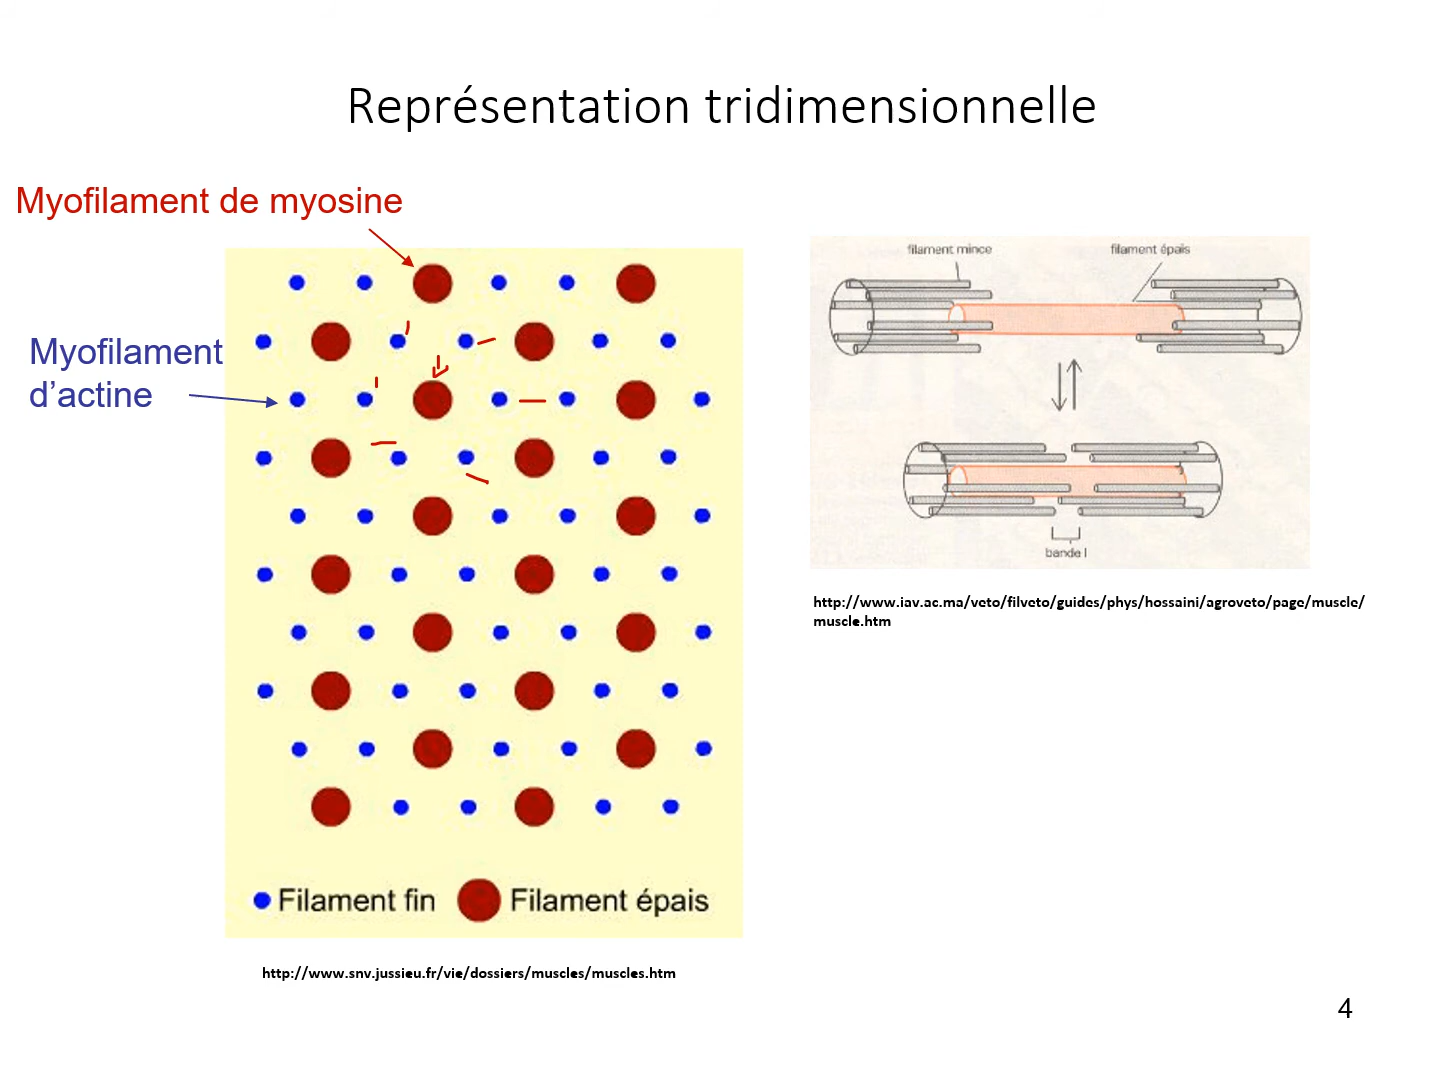 Représentation tridimensionnelle
Myofilament de myosine
Myofilament
d’actine
Filament fin
Filament épais
http://www.snv.jussieu.fr/vie/dossiers/muscles/muscles.htm
filament mince
filament épais
bande I
http://www.iav.ac.ma/veto/filveto/guides/phys/hossaini/agroveto/page/muscle/
muscle.htm
4